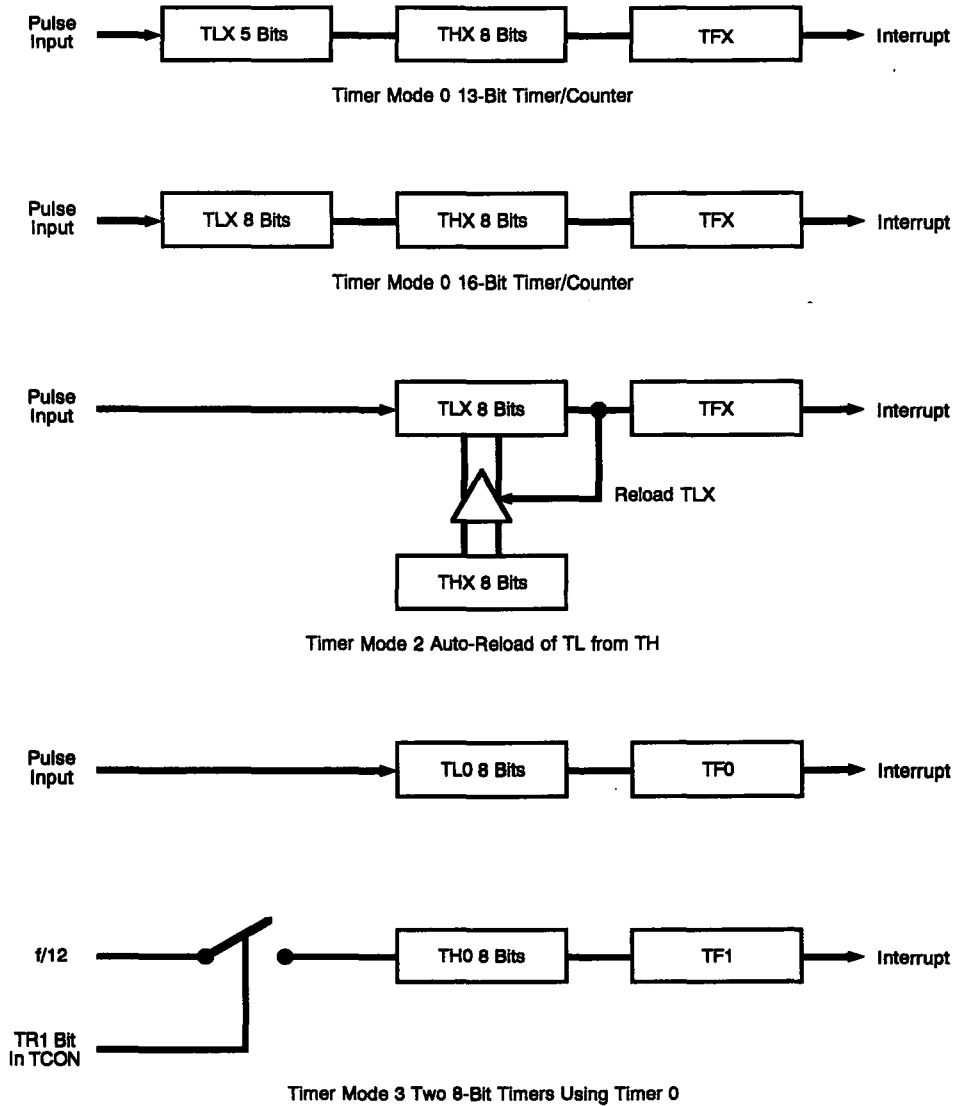 Pulse
Input
TLX 5 Bits
THX 8 Bits
TFX
Interrupt
Timer Mode 0 13-Bit Timer/Counter
Pulse
Input
TLX 8 Bits
THX 8 Bits
TFX
Interrupt
Timer Mode 0 16-Bit Timer/Counter
Pulse
Input
TLX 8 Bits
TFX
Interrupt
Reload TLX
THX 8 Bits
Timer Mode 2 Auto-Reload of TL from TH
Pulse
Input
TL0 8 Bits
TF0
Interrupt
f/12
TH0 8 Bits
TF1
Interrupt
TR1 Bit
In TCON
Timer Mode 3 Two 8-Bit Timers Using Timer 0